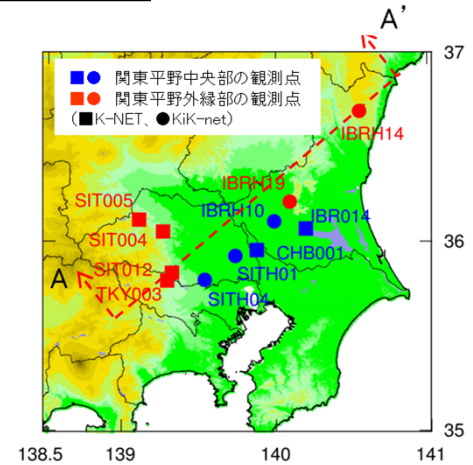 A'
37
■● 関東平野中央部の観測点
■● 関東平野外縁部の観測点
(■K-NET、●KiK-net)
IBRH14
IBRH19
SIT005
IBRH10
IBR014
SIT004
36
CHB001
A
SIT012
SITH01
TKY003
SITH04
35
138.5
139
140
141